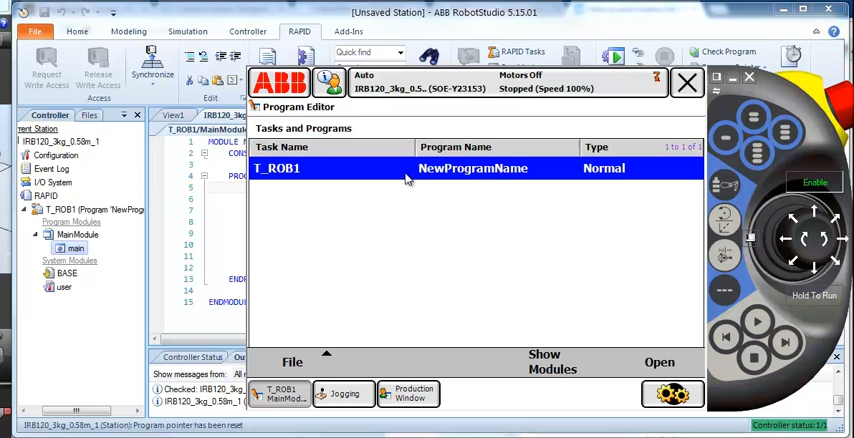 [Unsaved Station] - ABB RobotStudio 5.15.01
File Home Modeling Simulation Controller RAPID Add-Ins
Request Write Access
Release Write Access
Synchronize
Quick find
RAPID Tasks
Check Program
Access
Edit
Controller Files
View1 IRB120_3kg_0.5
rent Station
IRB120_3kg_0.58m_1
Configuration
Event Log
I/O System
RAPID
T_ROB1 (Program 'NewProg
Program Modules
MainModule
main
System Modules
BASE
user
T_ROB1/MainModule
1 MODULE M
2 CONS
3
4 PROC
5
6
7
8
9
10
11
12
13 ENDP
14
15 ENDMODUL
Controller Status Out
Show messages from: All
Checked: IRB120_3kg_0.5
IRB120_3kg_0.58m_1 (
IRB120_3kg_0.58m_1 (Station): Program pointer has been reset
Controller status: 1/1
ABB
Auto
IRB120_3kg_0.5.. (SOE-Y23153)
Motors Off
Stopped (Speed 100%)
Program Editor
Tasks and Programs
Task Name Program Name Type 1 to 1 of 1
T_ROB1 NewProgramName Normal
File
Show Modules
Open
T_ROB1 MainMod...
Jogging
Production Window
Enable
Hold To Run